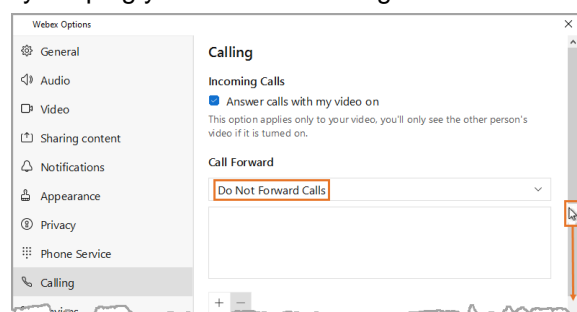 Webex Options
General
Audio
Video
Sharing content
Notifications
Appearance
Privacy
Phone Service
Calling
Calling
Incoming Calls
Answer calls with my video on
This option applies only to your video, you'll only see the other person's
video if it is turned on.
Call Forward
Do Not Forward Calls